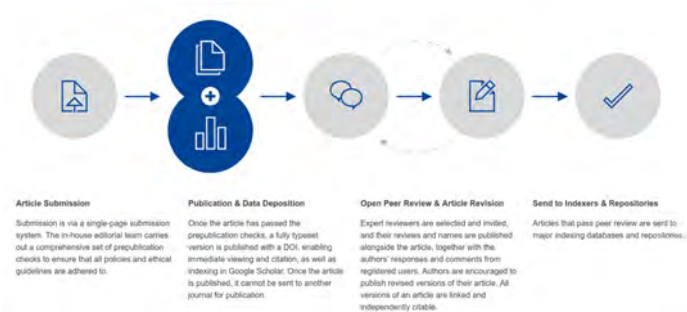 Article Submission
Submission is via a single-page submission
system. The in-house editorial team carries
out a comprehensive set of prepublication
checks to ensure that all policies and ethical
guidelines are adhered to.
Publication & Data Deposition
Once the article has passed the
prepublication checks, a fully typeset
version is published with a DOI, enabling
immediate viewing and citation, as well as
indexing in Google Scholar. Once the article
is published, it cannot be sent to another
journal for publication.
Open Peer Review & Article Revision
Expert reviewers are selected and invited,
and their reviews and names are published
alongside the article, together with the
authors' responses and comments from
registered users. Authors are encouraged to
publish revised versions of their article. All
versions of an article are linked and
independently citable.
Send to Indexers & Repositories
Articles that pass peer review are sent to
major indexing databases and repositories.